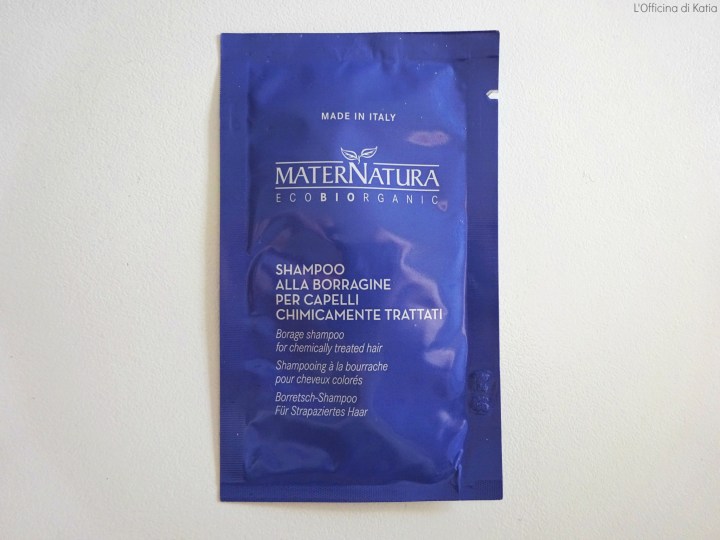 L'Officina di Katia
MADE IN ITALY
MATERNATURA
ECOBIORGANIC
SHAMPOO
ALLA BORRAGINE
PER CAPELLI
CHIMICAMENTE TRATTATI
Borage shampoo
for chemically treated hair
Shampooing à la bourrache
pour cheveux colorés
Borretsch-Shampoo
Für Strapaziertes Haar